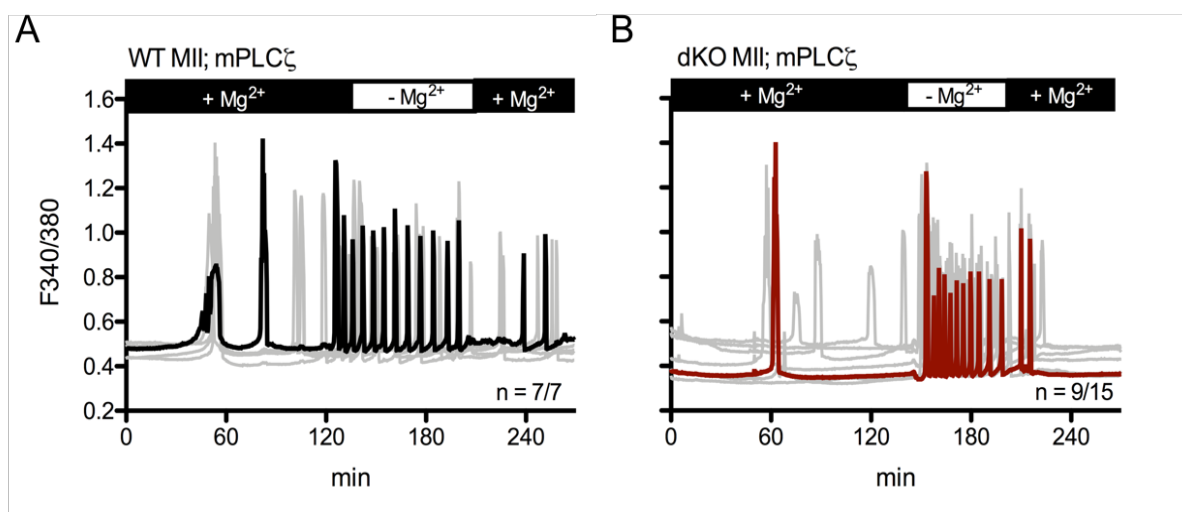 A
WT MII; mPLCζ
+ Mg²⁺
- Mg²⁺
+ Mg²⁺
1.6
1.4
1.2
1.0
0.8
0.6
0.4
0.2
F340/380
n = 7/7
0
60
120
180
240
min
B
dKO MII; mPLCζ
+ Mg²⁺
- Mg²⁺
+ Mg²⁺
n = 9/15
0
60
120
180
240
min